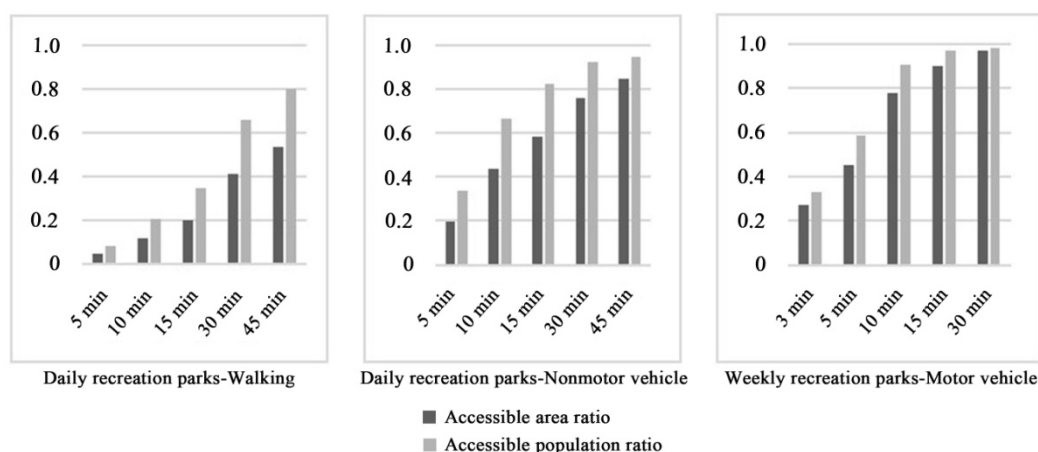 1.0
0.8
0.6
0.4
0.2
0
5 min
10 min
15 min
30 min
45 min
Daily recreation parks-Walking
1.0
0.8
0.6
0.4
0.2
0
5 min
10 min
15 min
30 min
45 min
Daily recreation parks-Nonmotor vehicle
1.0
0.8
0.6
0.4
0.2
0
3 min
5 min
10 min
15 min
30 min
Weekly recreation parks-Motor vehicle
Accessible area ratio
Accessible population ratio